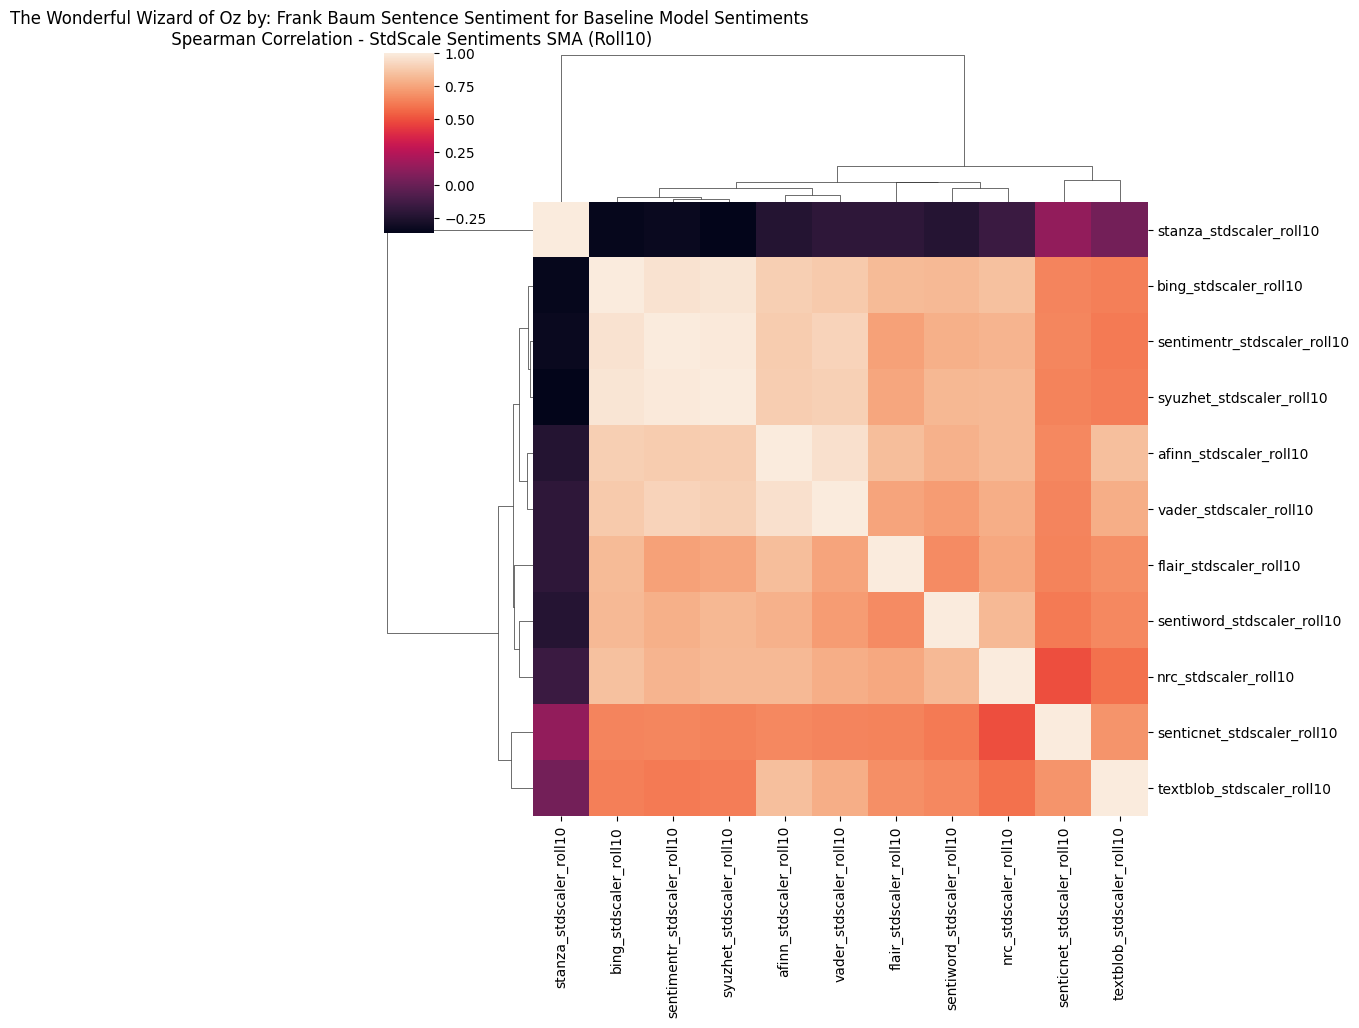 The Wonderful Wizard of Oz by: Frank Baum Sentence Sentiment for Baseline Model Sentiments
Spearman Correlation - StdScale Sentiments SMA (Roll10)
1.00
0.75
0.50
0.25
0.00
−0.25
stanza_stdscaler_roll10
bing_stdscaler_roll10
sentimentr_stdscaler_roll10
syuzhet_stdscaler_roll10
afinn_stdscaler_roll10
vader_stdscaler_roll10
flair_stdscaler_roll10
sentiword_stdscaler_roll10
nrc_stdscaler_roll10
senticnet_stdscaler_roll10
textblob_stdscaler_roll10
stanza_stdscaler_roll10
bing_stdscaler_roll10
sentimentr_stdscaler_roll10
syuzhet_stdscaler_roll10
afinn_stdscaler_roll10
vader_stdscaler_roll10
flair_stdscaler_roll10
sentiword_stdscaler_roll10
nrc_stdscaler_roll10
senticnet_stdscaler_roll10
textblob_stdscaler_roll10